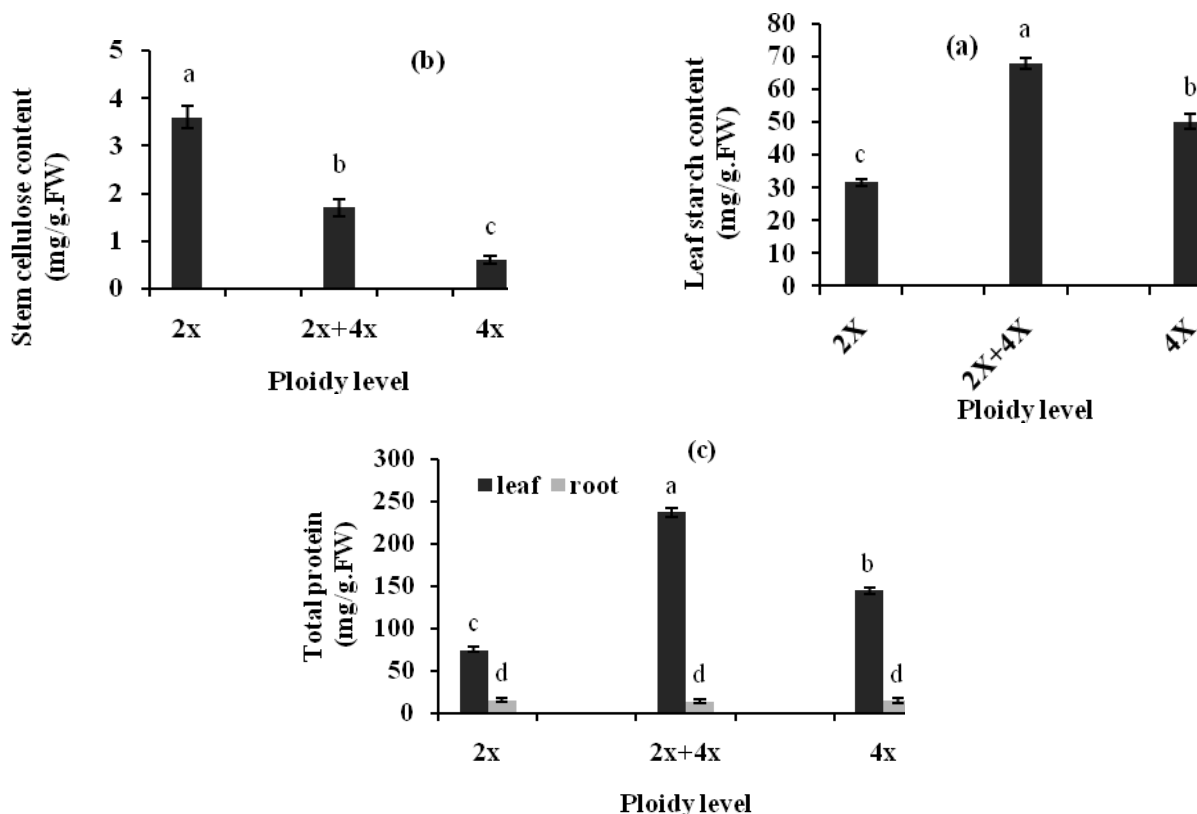 (b)
Stem cellulose content
(mg/g.FW)
5
4
3
2
1
0
a
b
c
2x
2x+4x
4x
Ploidy level
(a)
Leaf starch content
(mg/g.FW)
80
70
60
50
40
30
20
10
0
c
a
b
2X
2X+4X
4X
Ploidy level
(c)
Total protein
(mg/g.FW)
300
250
200
150
100
50
0
leaf root
c
d
a
d
b
d
2x
2x+4x
4x
Ploidy level